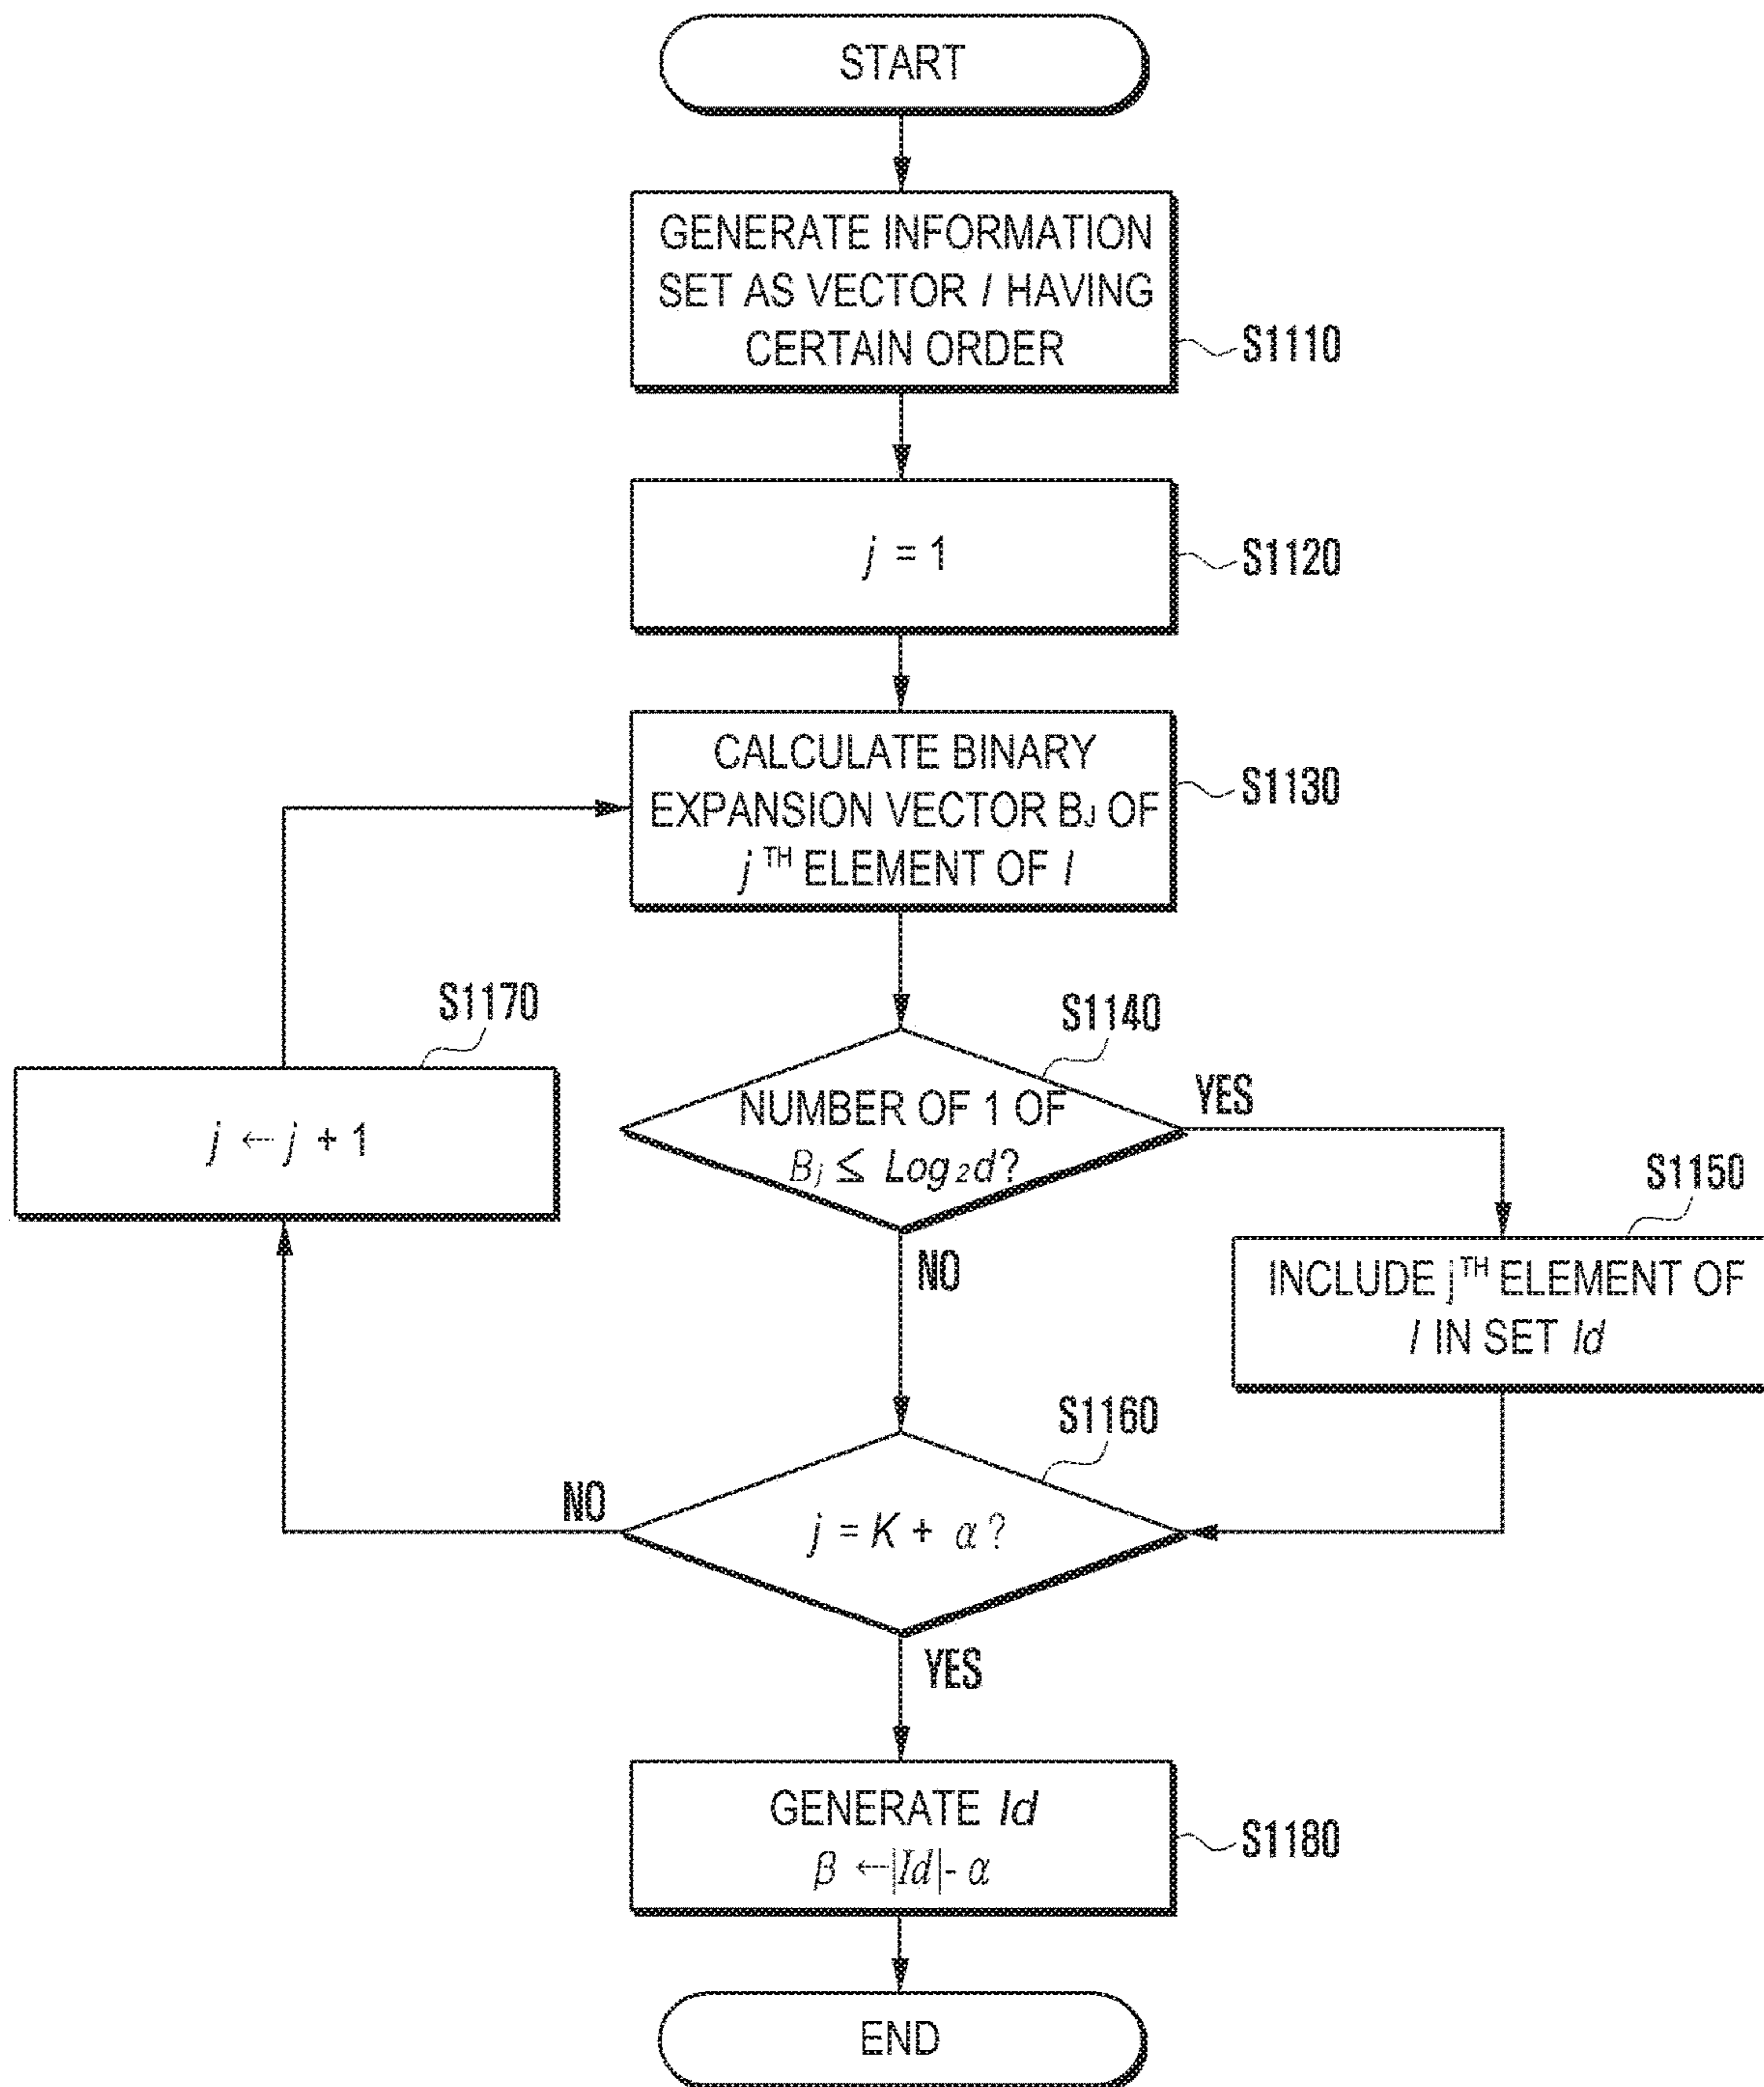 START
GENERATE INFORMATION
SET AS VECTOR I HAVING
CERTAIN ORDER
S1110
j = 1
S1120
CALCULATE BINARY
EXPANSION VECTOR BJ OF
j TH ELEMENT OF I
S1130
S1170
j ← j + 1
S1140
NUMBER OF 1 OF
Bj ≤ Log2d?
YES
NO
S1150
INCLUDE jTH ELEMENT OF
I IN SET Id
S1160
j = K + α?
NO
YES
GENERATE Id
β ←|Id|- α
S1180
END